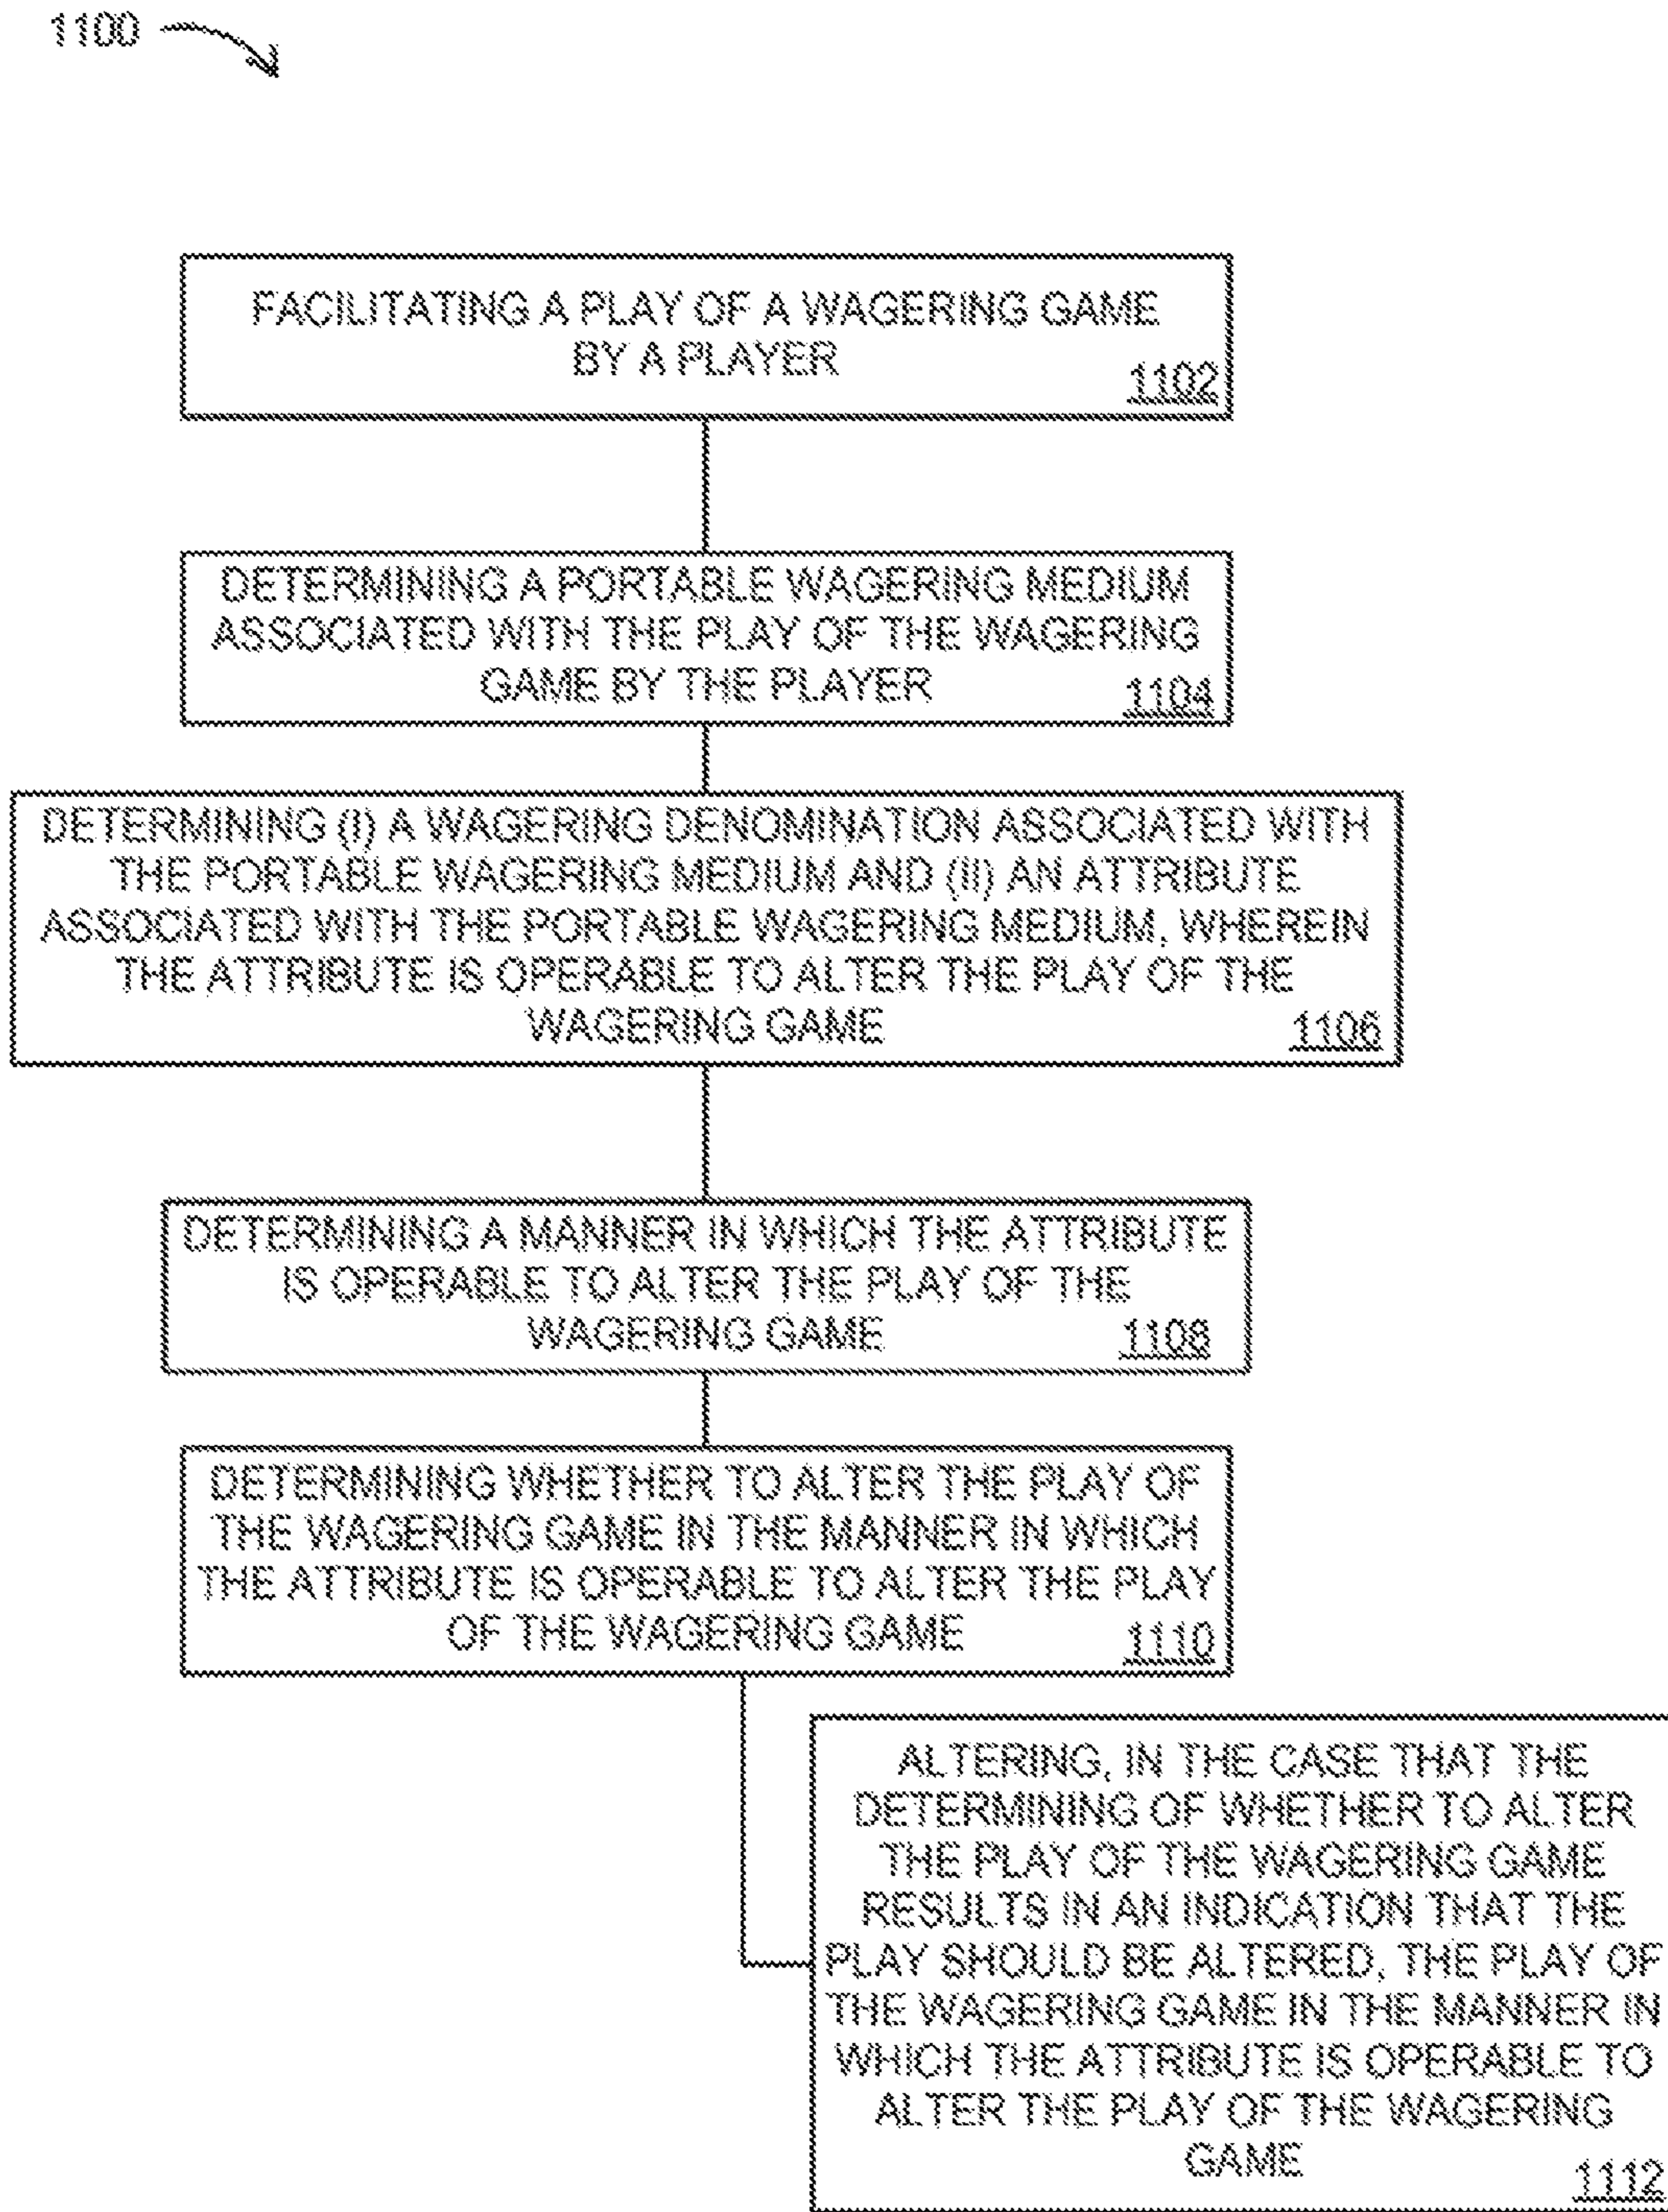 1100
FACILITATING A PLAY OF A WAGERING GAME
BY A PLAYER
1102
DETERMINING A PORTABLE WAGERING MEDIUM
ASSOCIATED WITH THE PLAY OF THE WAGERING
GAME BY THE PLAYER
1104
DETERMINING (I) A WAGERING DENOMINATION ASSOCIATED WITH
THE PORTABLE WAGERING MEDIUM AND (II) AN ATTRIBUTE
ASSOCIATED WITH THE PORTABLE WAGERING MEDIUM, WHEREIN
THE ATTRIBUTE IS OPERABLE TO ALTER THE PLAY OF THE
WAGERING GAME
1106
DETERMINING A MANNER IN WHICH THE ATTRIBUTE
IS OPERABLE TO ALTER THE PLAY OF THE
WAGERING GAME
1108
DETERMINING WHETHER TO ALTER THE PLAY OF
THE WAGERING GAME IN THE MANNER IN WHICH
THE ATTRIBUTE IS OPERABLE TO ALTER THE PLAY
OF THE WAGERING GAME
1110
ALTERING, IN THE CASE THAT THE
DETERMINING OF WHETHER TO ALTER
THE PLAY OF THE WAGERING GAME
RESULTS IN AN INDICATION THAT THE
PLAY SHOULD BE ALTERED, THE PLAY OF
THE WAGERING GAME IN THE MANNER IN
WHICH THE ATTRIBUTE IS OPERABLE TO
ALTER THE PLAY OF THE WAGERING
GAME
1112